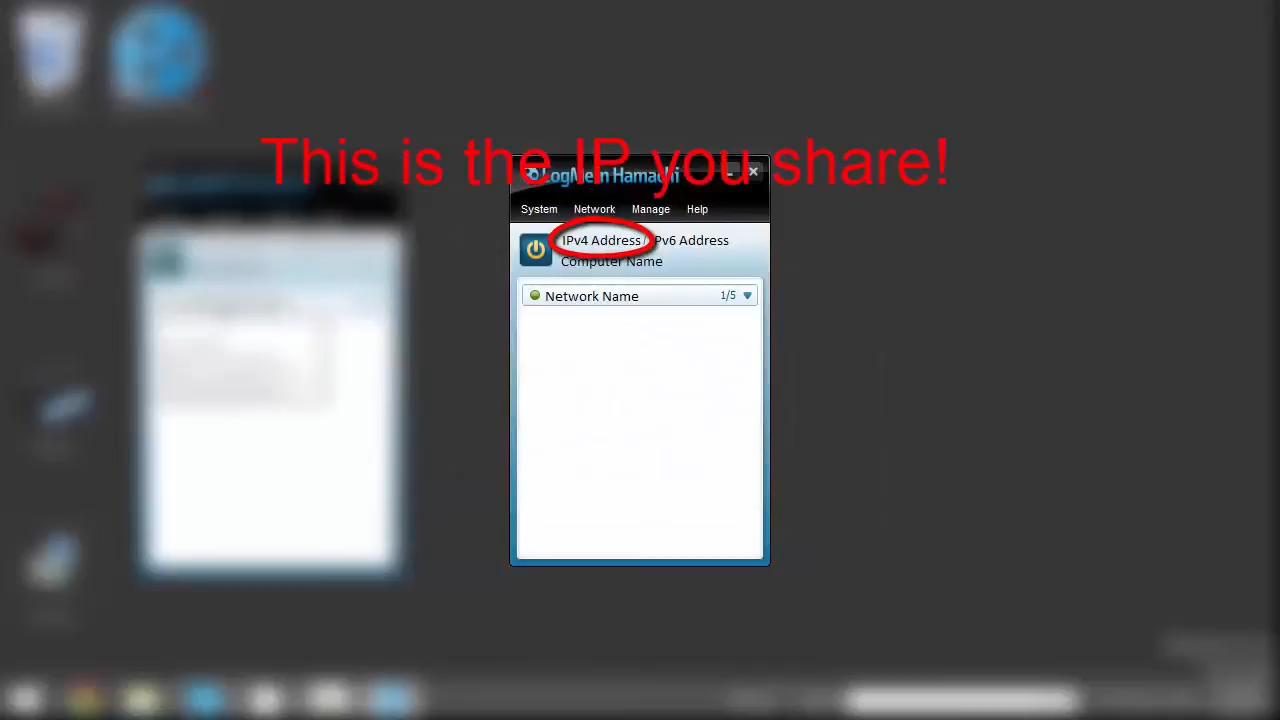 This is the IP you share!
LogMeIn Hamachi
System Network Manage Help
IPv4 Address / IPv6 Address
Computer Name
Network Name 1/5